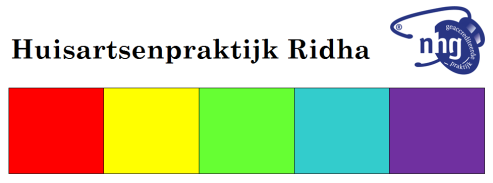 Huisartsenpraktijk Ridha
®
geaccrediteerde
nhg
praktijk